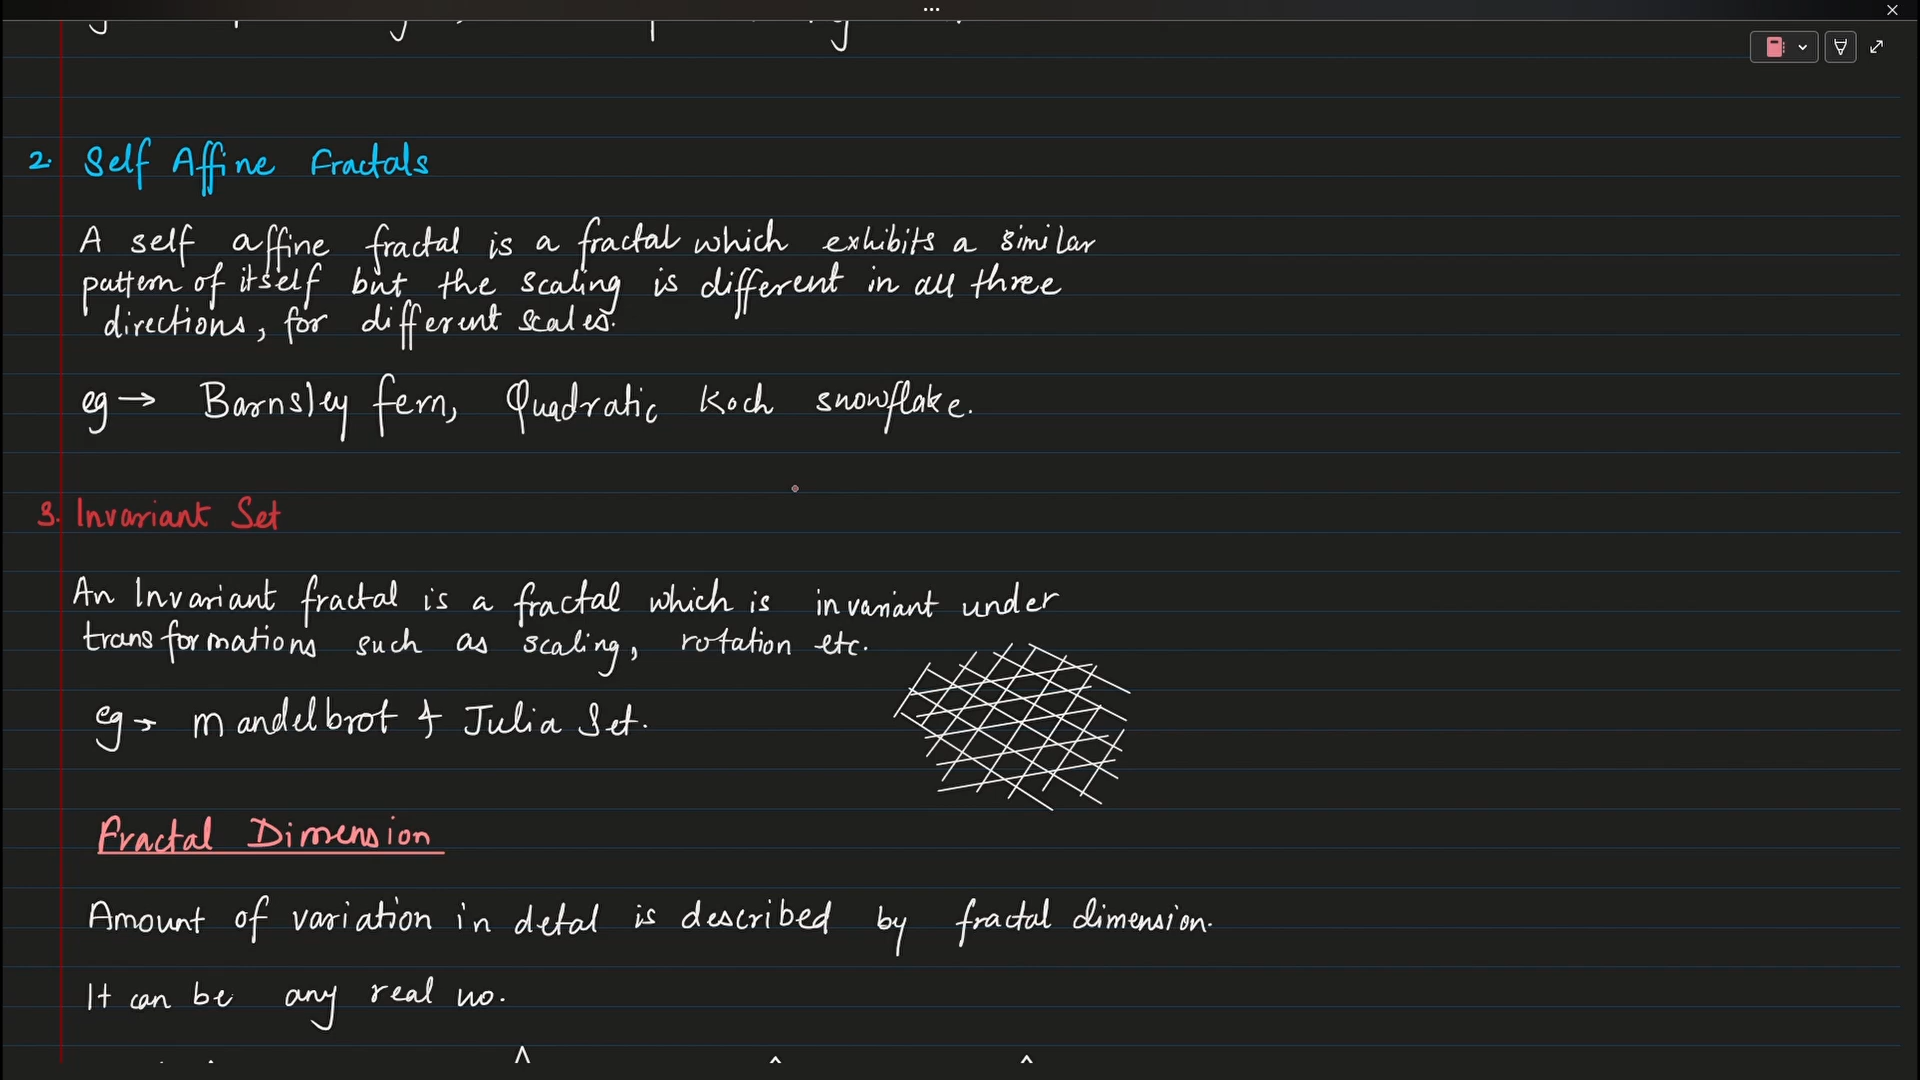 2. Self Affine Fractals
A self affine fractal is a fractal which exhibits a similar
pattern of itself but the scaling is different in all three
directions, for different scales.
eg → Barnsley fern, Quadratic Koch snowflake.
3. Invariant Set
An Invariant fractal is a fractal which is invariant under
transformations such as scaling, rotation etc.
eg → Mandelbrot & Julia Set.
Fractal Dimension
Amount of variation in detal is described by fractal dimension.
It can be any real no.